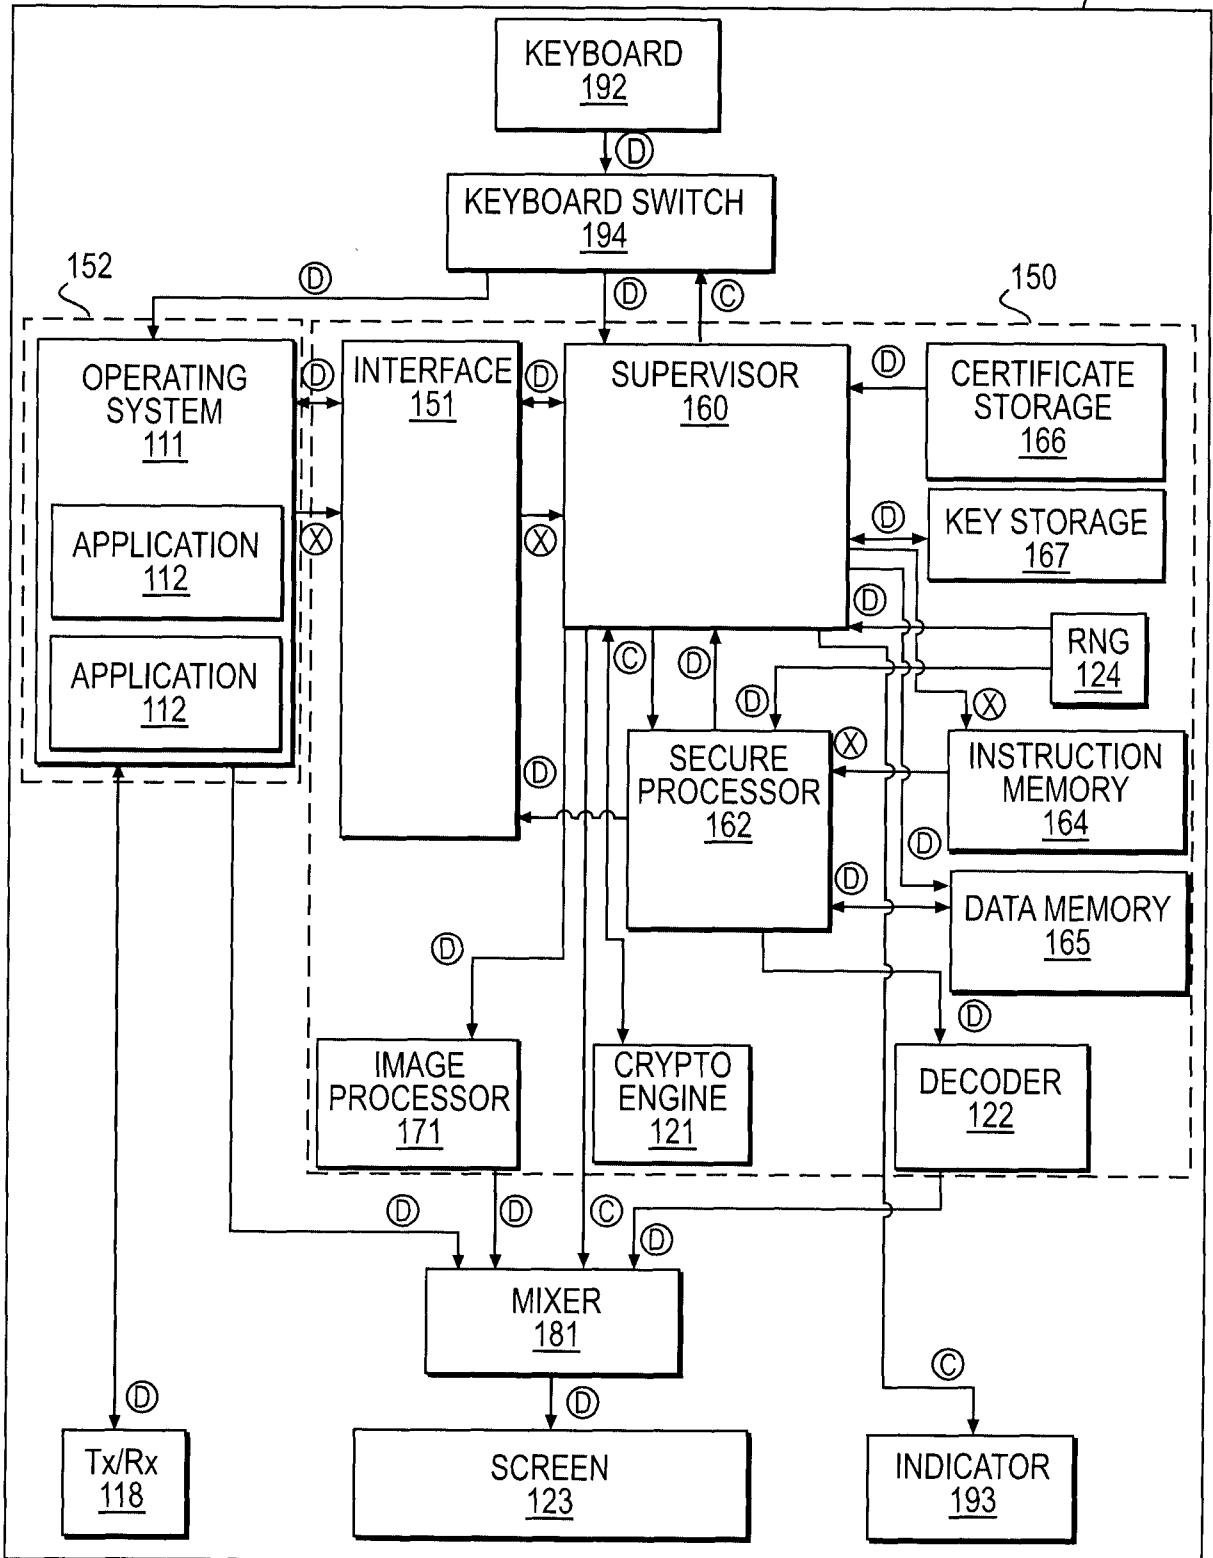 KEYBOARD
192
D
KEYBOARD SWITCH
194
152
D
D
C
150
OPERATING
SYSTEM
111
D
INTERFACE
151
D
SUPERVISOR
160
D
CERTIFICATE
STORAGE
166
APPLICATION
112
X
X
D
KEY STORAGE
167
APPLICATION
112
D
RNG
124
C
D
D
X
D
SECURE
PROCESSOR
162
X
INSTRUCTION
MEMORY
164
D
D
DATA MEMORY
165
D
D
IMAGE
PROCESSOR
171
CRYPTO
ENGINE
121
DECODER
122
D
D
C
D
MIXER
181
C
D
D
Tx/Rx
118
SCREEN
123
INDICATOR
193